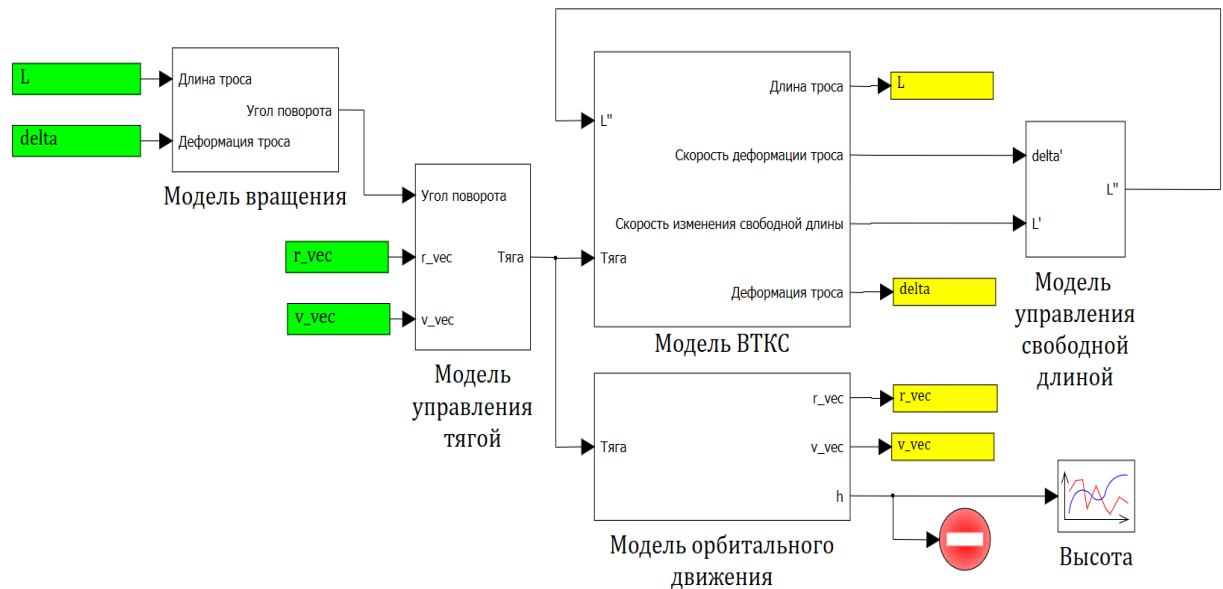 L
delta
Длина троса
Деформация троса
Угол поворота
Модель вращения
r_vec
v_vec
Угол поворота
r_vec
v_vec
Тяга
Модель
управления
тягой
L"
Тяга
Длина троса
Скорость деформации троса
Скорость изменения свободной длины
Деформация троса
Модель ВТКС
L
delta
delta'
L'
L"
Модель
управления
свободной
длиной
Тяга
r_vec
v_vec
h
Модель орбитального
движения
r_vec
v_vec
Высота